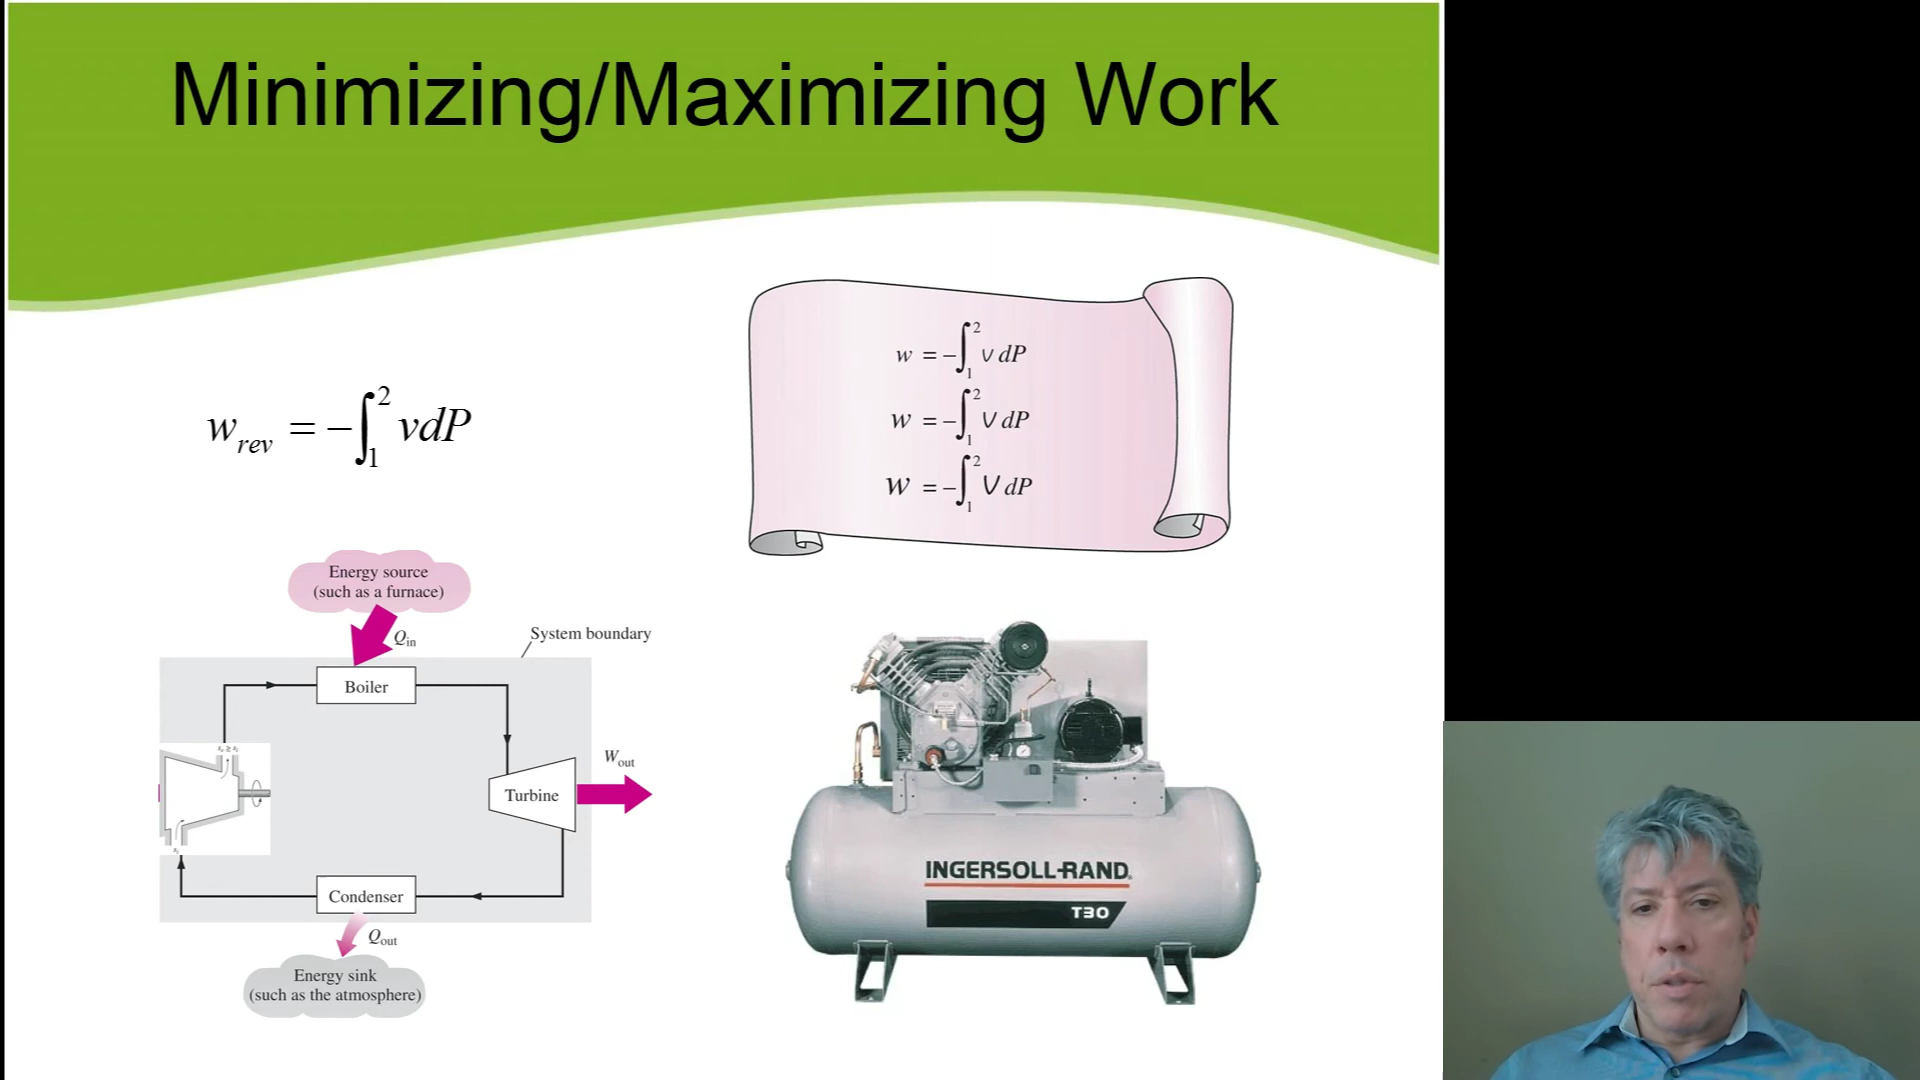 Minimizing/Maximizing Work
w_rev = -∫₁² vdP
w = -∫₁² v dP
w = -∫₁² v dP
w = -∫₁² v dP
Energy source
(such as a furnace)
Q_in
System boundary
Boiler
W_out
Turbine
Condenser
Q_out
Energy sink
(such as the atmosphere)
INGERSOLL-RAND
T30